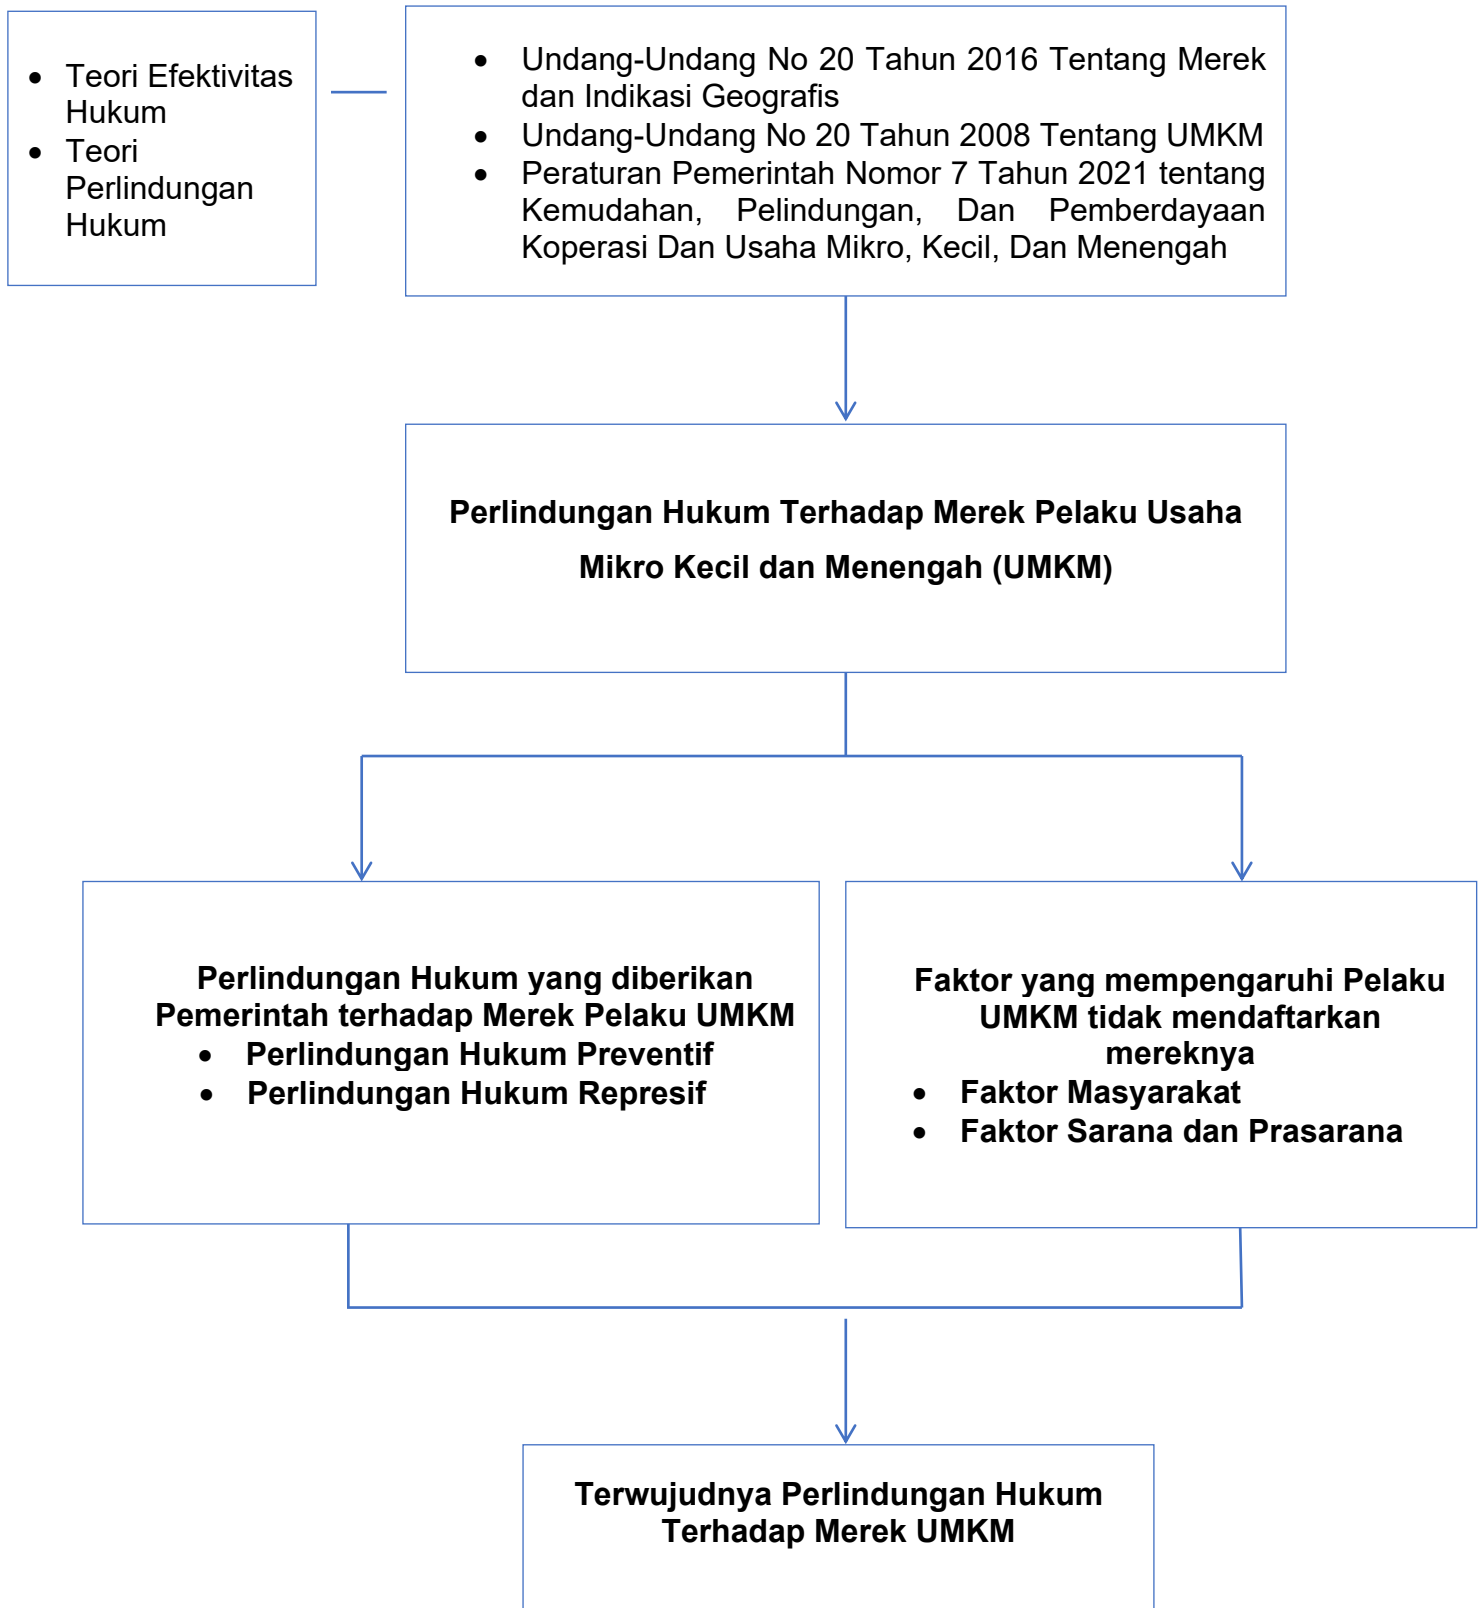 Teori Efektivitas
Hukum
Teori
Perlindungan
Hukum
Undang-Undang No 20 Tahun 2016 Tentang Merek
dan Indikasi Geografis
Undang-Undang No 20 Tahun 2008 Tentang UMKM
Peraturan Pemerintah Nomor 7 Tahun 2021 tentang
Kemudahan, Pelindungan, Dan Pemberdayaan
Koperasi Dan Usaha Mikro, Kecil, Dan Menengah
Perlindungan Hukum Terhadap Merek Pelaku Usaha
Mikro Kecil dan Menengah (UMKM)
Perlindungan Hukum yang diberikan
Pemerintah terhadap Merek Pelaku UMKM
Perlindungan Hukum Preventif
Perlindungan Hukum Represif
Faktor yang mempengaruhi Pelaku
UMKM tidak mendaftarkan
mereknya
Faktor Masyarakat
Faktor Sarana dan Prasarana
Terwujudnya Perlindungan Hukum
Terhadap Merek UMKM